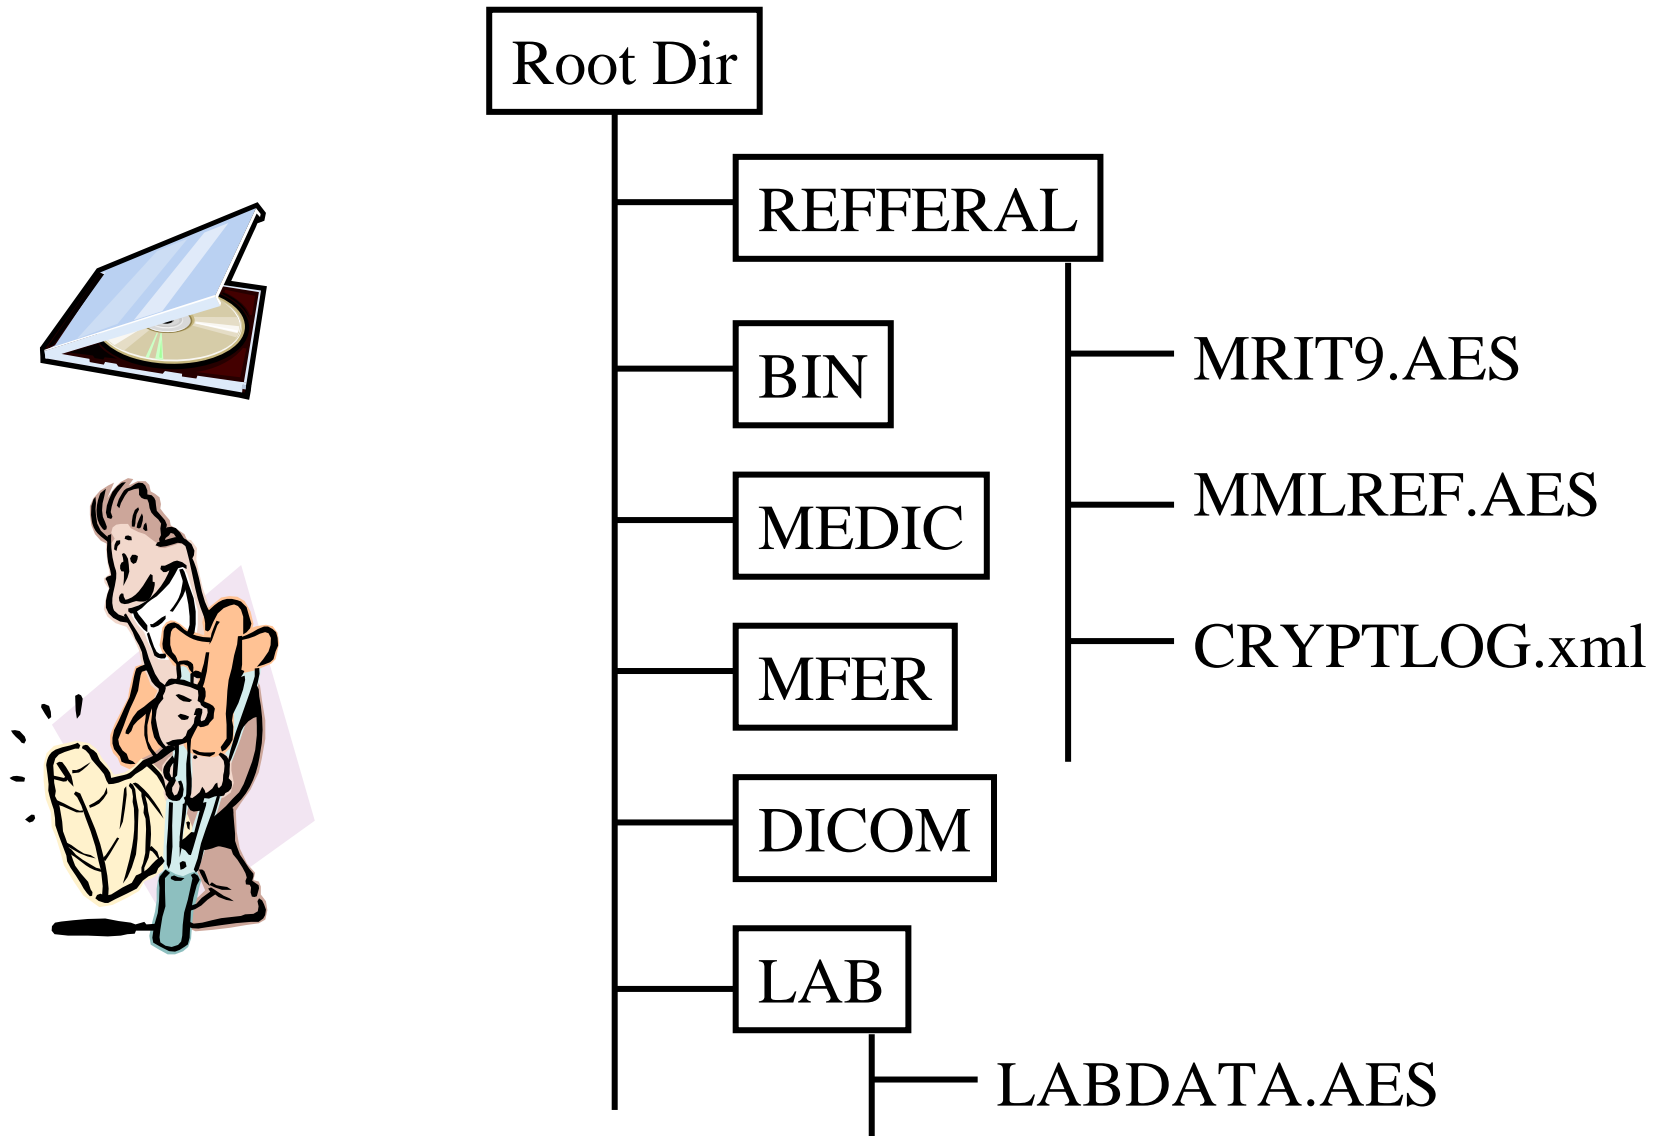 Root Dir
REFFERAL
MRIT9.AES
BIN
MMLREF.AES
MEDIC
CRYPTLOG.xml
MFER
DICOM
LAB
LABDATA.AES